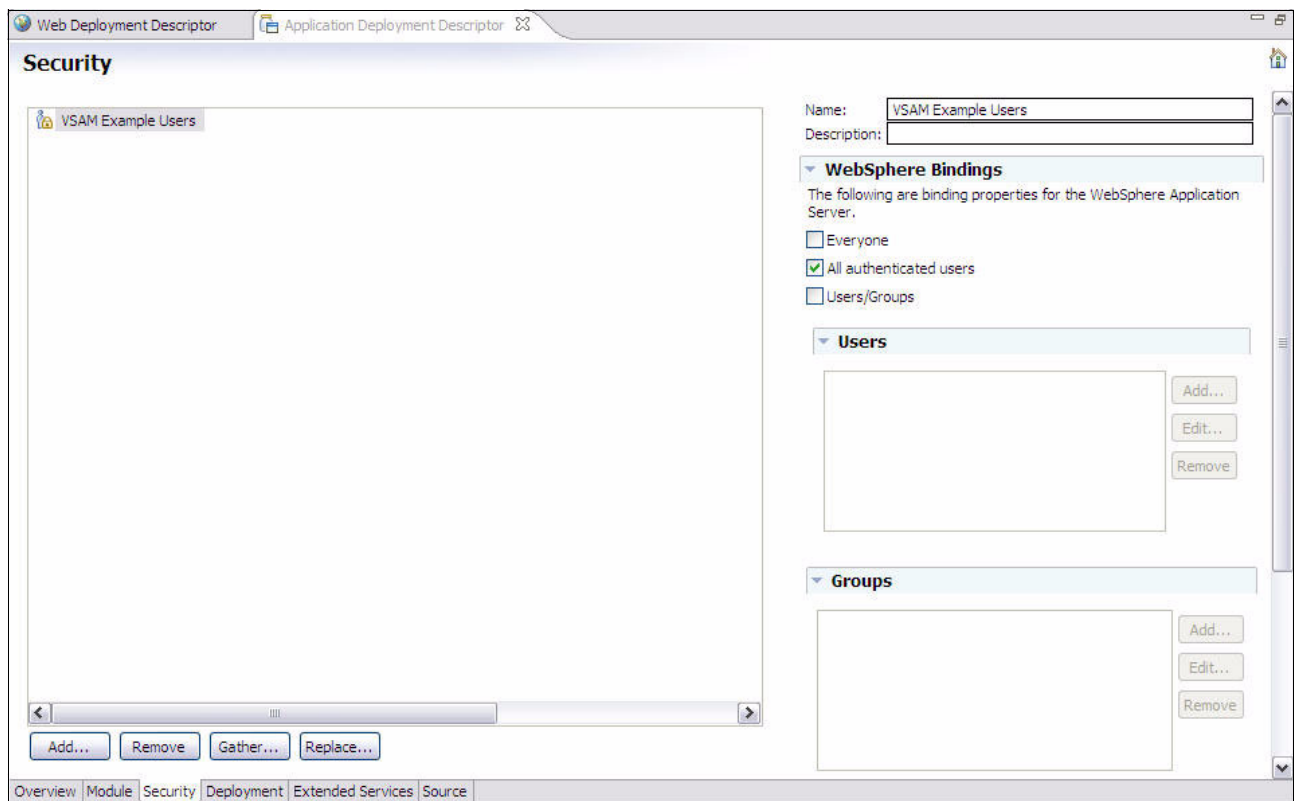 Web Deployment Descriptor
Application Deployment Descriptor
Security
VSAM Example Users
Add...
Remove
Gather...
Replace...
Name:
VSAM Example Users
Description:
WebSphere Bindings
The following are binding properties for the WebSphere Application
Server.
Everyone
All authenticated users
Users/Groups
Users
Add...
Edit...
Remove
Groups
Add...
Edit...
Remove
Overview
Module
Security
Deployment
Extended Services
Source